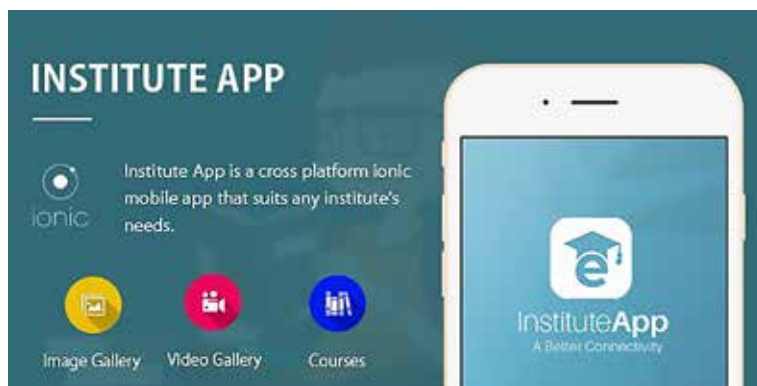 INSTITUTE APP
ionic
Institute App is a cross platform ionic
mobile app that suits any institute's
needs.
Image Gallery
Video Gallery
Courses
e
InstituteApp
A Better Connectivity